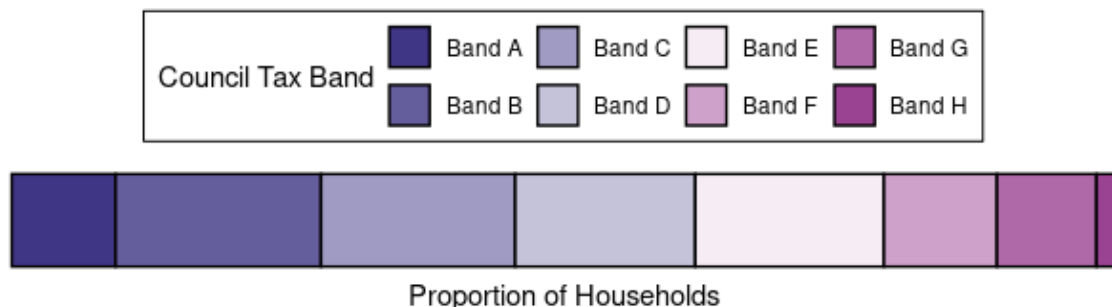 Band A Band C Band E Band G
Council Tax Band
Band B Band D Band F Band H
Proportion of Households